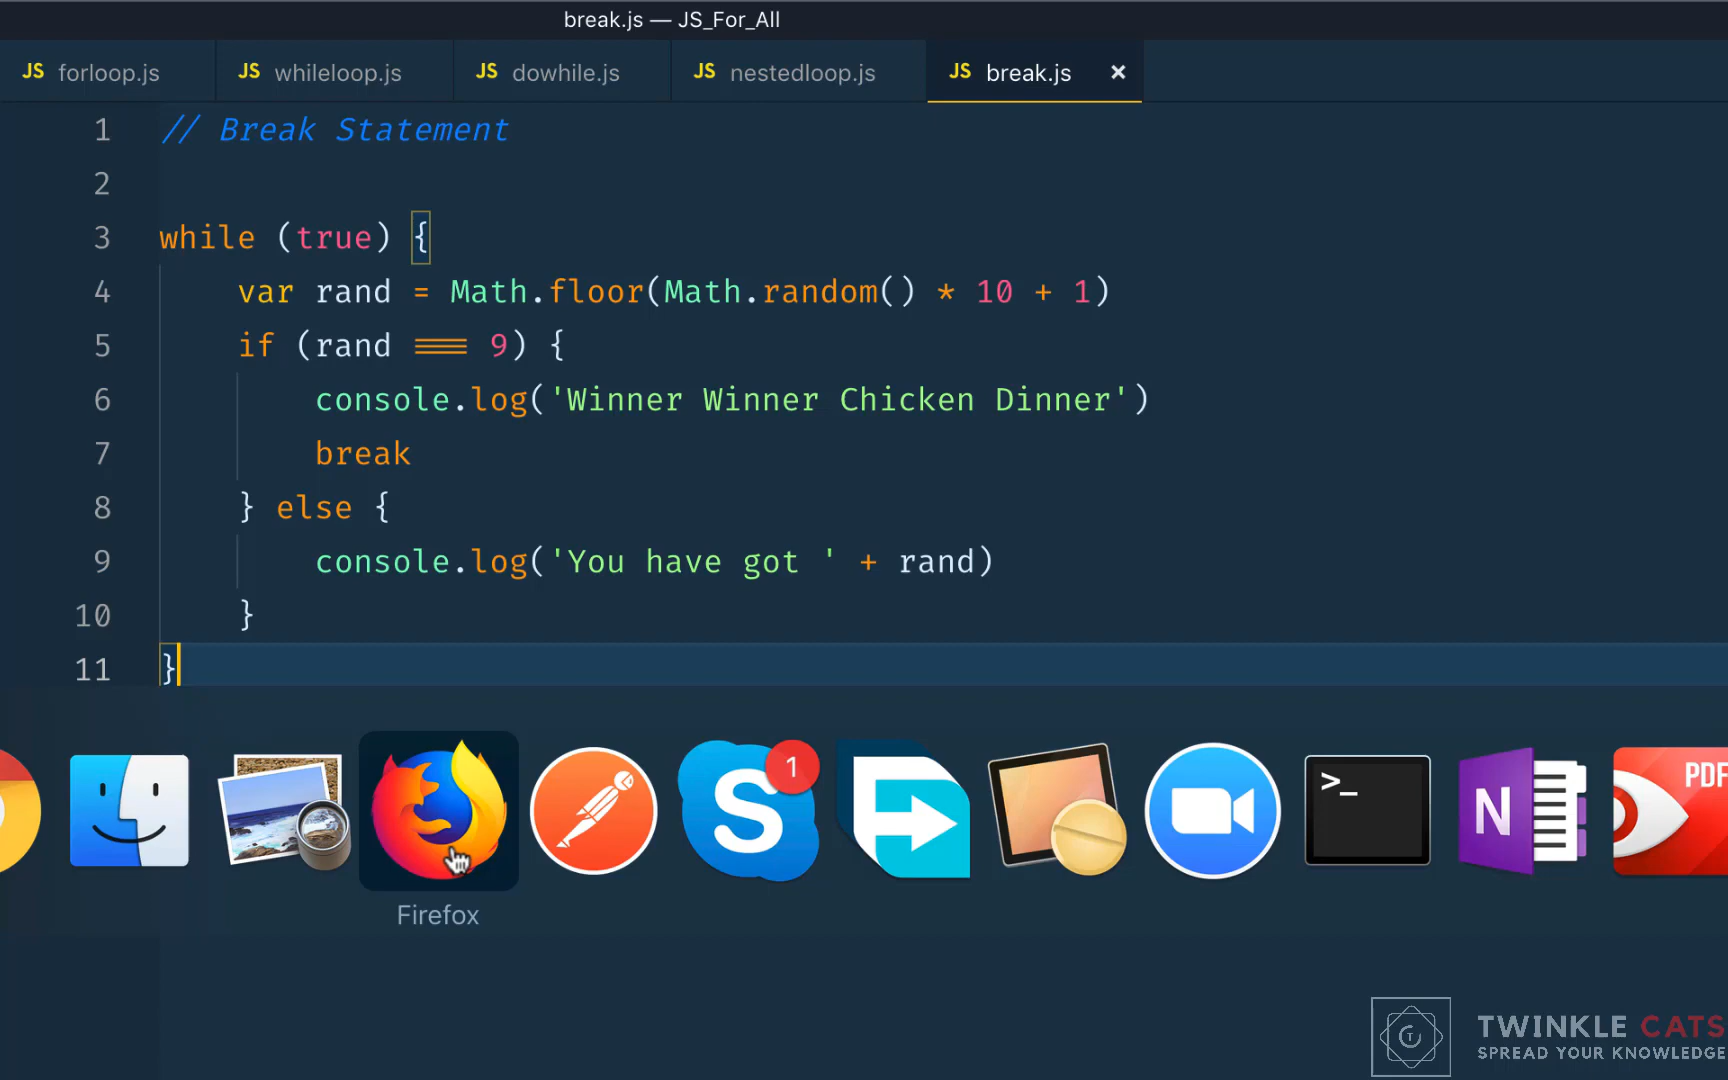 break.js — JS_For_All
JS forloop.js JS whileloop.js JS dowhile.js JS nestedloop.js JS break.js ×
1 // Break Statement
2
3 while (true) {
4 var rand = Math.floor(Math.random() * 10 + 1)
5 if (rand === 9) {
6 console.log('Winner Winner Chicken Dinner')
7 break
8 } else {
9 console.log('You have got ' + rand)
10 }
11 }
S 1 >_ N PDF
Firefox
TWINKLE CATS
SPREAD YOUR KNOWLEDGE